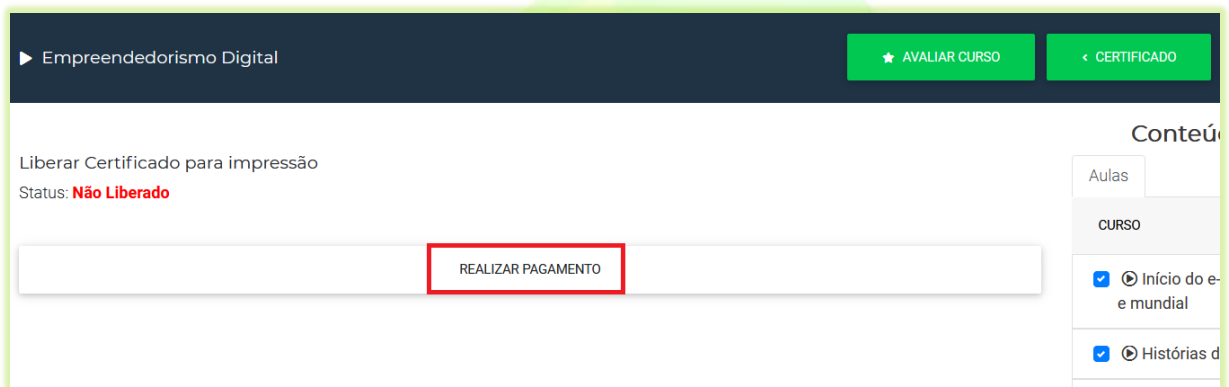 Empreendedorismo Digital
AVALIAR CURSO
CERTIFICADO
Liberar Certificado para impressão
Status: Não Liberado
REALIZAR PAGAMENTO
Aulas
CURSO
Início do e-
e mundial
Histórias d